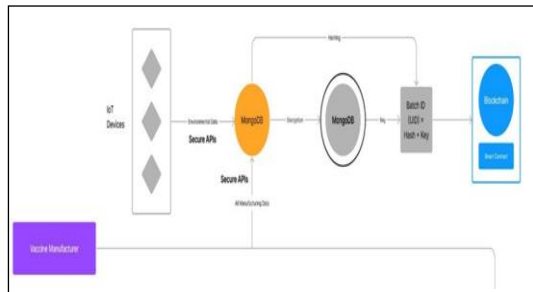 Hashing
IoT
Devices
Environmental Data
Secure APIs
MongoDB
Encryption
MongoDB
Key
Batch ID
(UID) =
Hash + Key
Blockchain
Smart Contract
Secure APIs
All Manufacturing Data
Vaccine Manufacturer